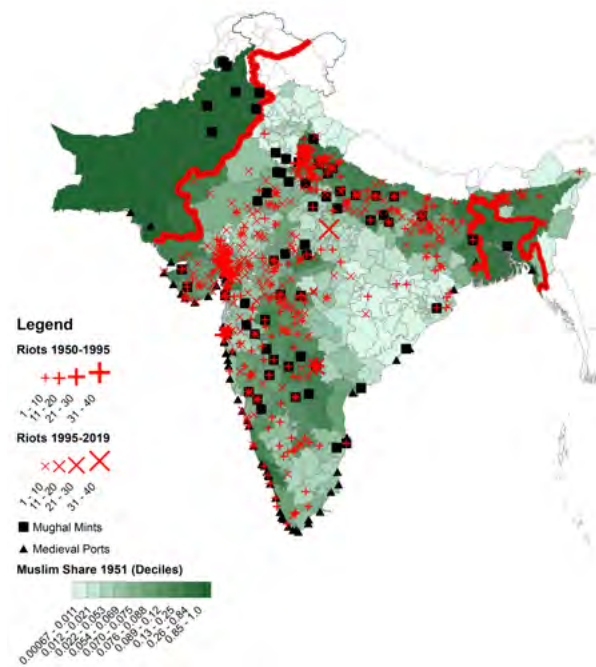 Legend
Riots 1950-1995
1 - 10
11 - 20
21 - 30
31 - 40
Riots 1995-2019
1 - 10
11 - 20
21 - 30
31 - 40
Mughal Mints
Medieval Ports
Muslim Share 1951 (Deciles)
0.00067 - 0.011
0.012 - 0.021
0.022 - 0.053
0.054 - 0.069
0.070 - 0.075
0.076 - 0.088
0.089 - 0.12
0.13 - 0.25
0.26 - 0.84
0.85 - 1.0